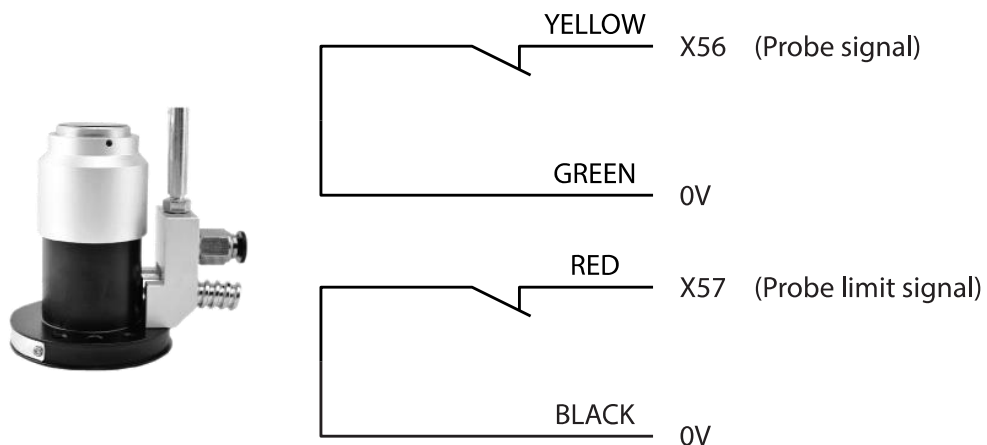 YELLOW
X56 (Probe signal)
GREEN
0V
RED
X57 (Probe limit signal)
BLACK
0V